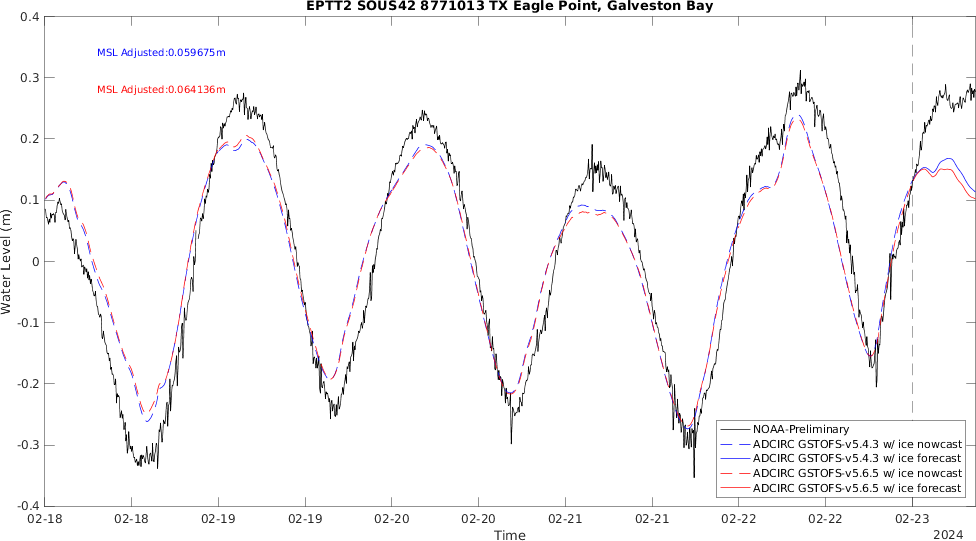 EPTT2 SOUS42 8771013 TX Eagle Point, Galveston Bay
0.4
0.3
0.2
0.1
0
-0.1
-0.2
-0.3
-0.4
Water Level (m)
MSL Adjusted:0.059675m
MSL Adjusted:0.064136m
NOAA-Preliminary
ADCIRC GSTOFS-v5.4.3 w/ ice nowcast
ADCIRC GSTOFS-v5.4.3 w/ ice forecast
ADCIRC GSTOFS-v5.6.5 w/ ice nowcast
ADCIRC GSTOFS-v5.6.5 w/ ice forecast
02-18 02-18 02-19 02-19 02-20 02-20 02-21 02-21 02-22 02-22 02-23
Time
2024